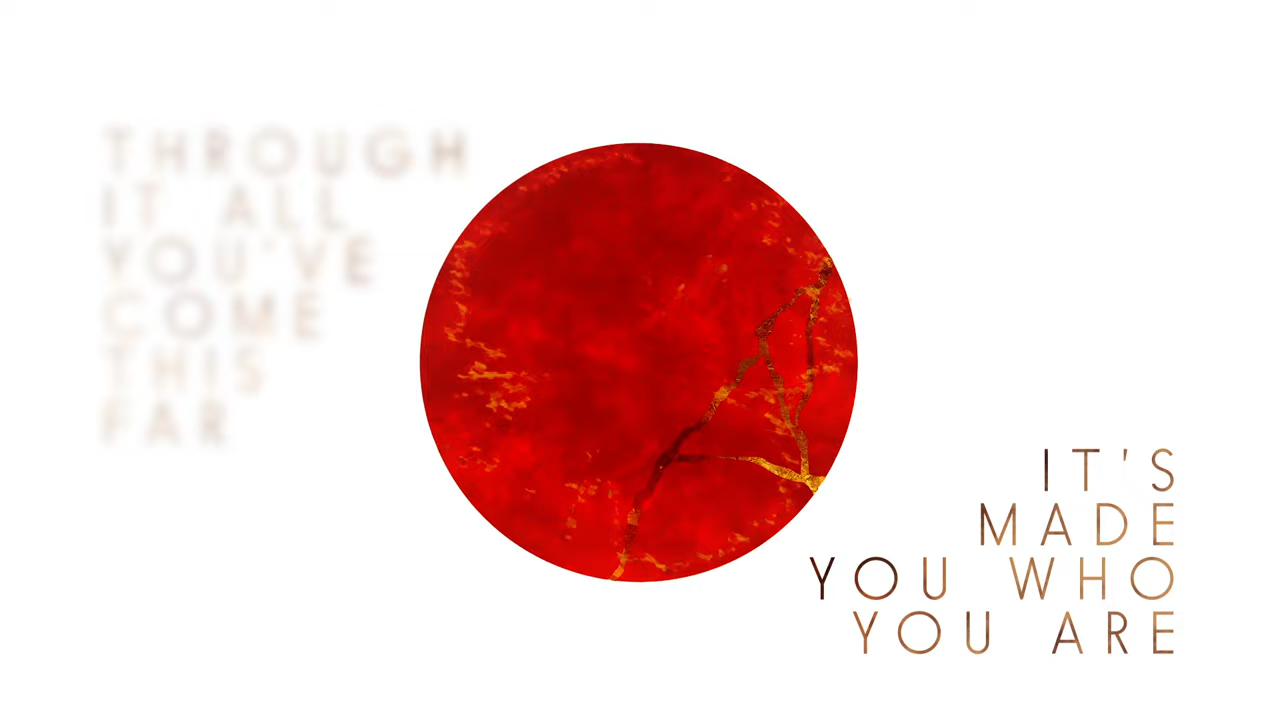 THROUGH
IT ALL
YOU'VE
COME
THIS
FAR
IT'S
MADE
YOU WHO
YOU ARE